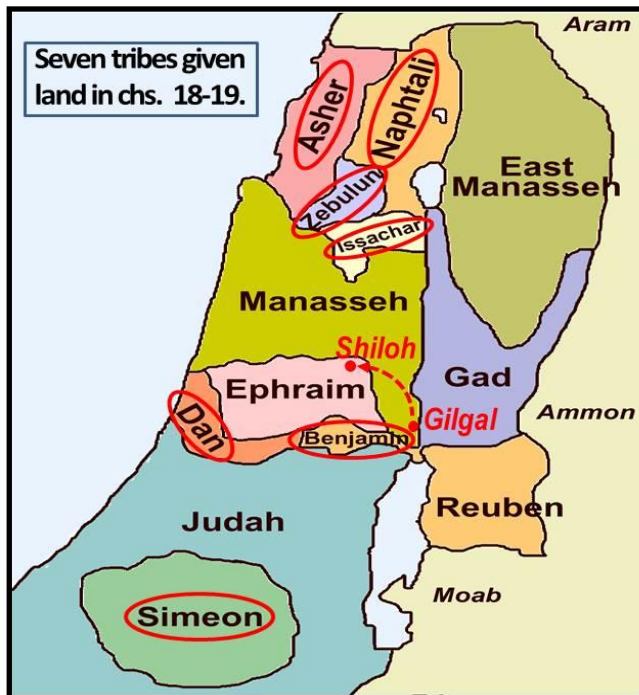 Seven tribes given
land in chs. 18-19.
Aram
Asher
Naphtali
East
Manasseh
Zebulun
Issachar
Manasseh
Shiloh
Ephraim
Gad
Dan
Gilgal
Ammon
Benjamin
Judah
Reuben
Moab
Simeon